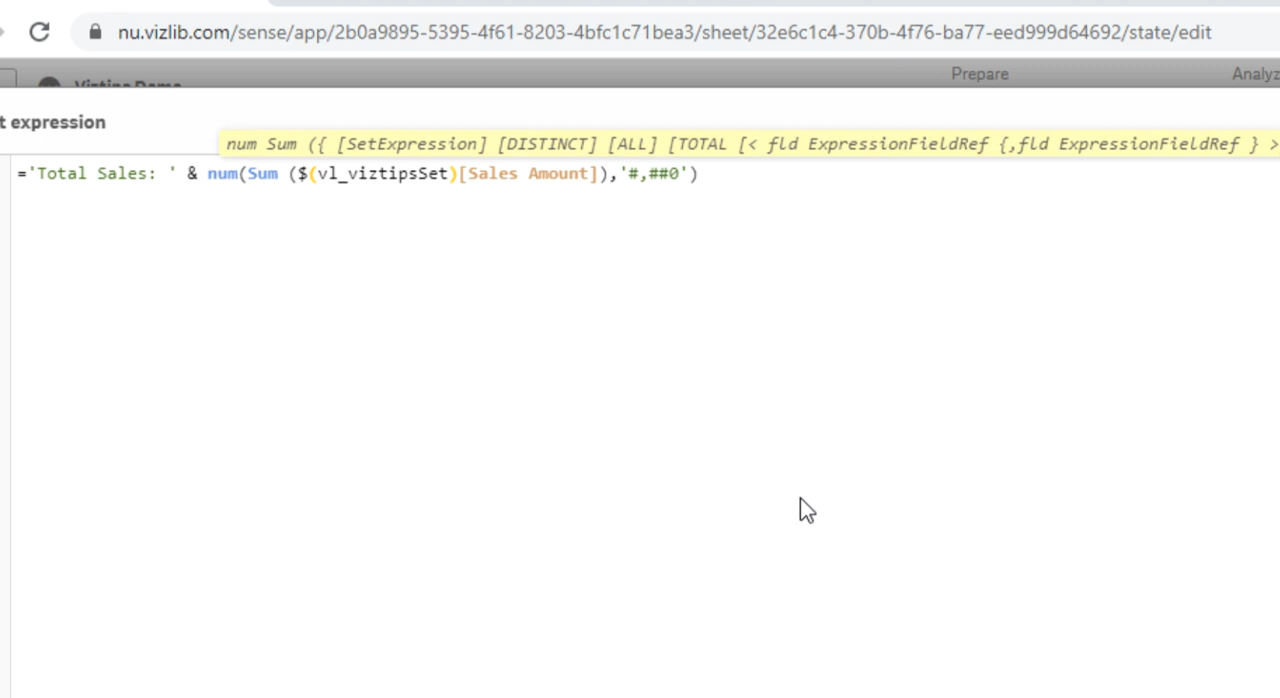 nu.vizlib.com/sense/app/2b0a9895-5395-4f61-8203-4bfc1c71bea3/sheet/32e6c1c4-370b-4f76-ba77-eed999d64692/state/edit
Prepare Analyz
t expression
num Sum ({ [SetExpression] [DISTINCT] [ALL] [TOTAL [< fld ExpressionFieldRef {,fld ExpressionFieldRef } >
='Total Sales: ' & num(Sum ($(vl_viztipsSet)[Sales Amount]),'#,##0')